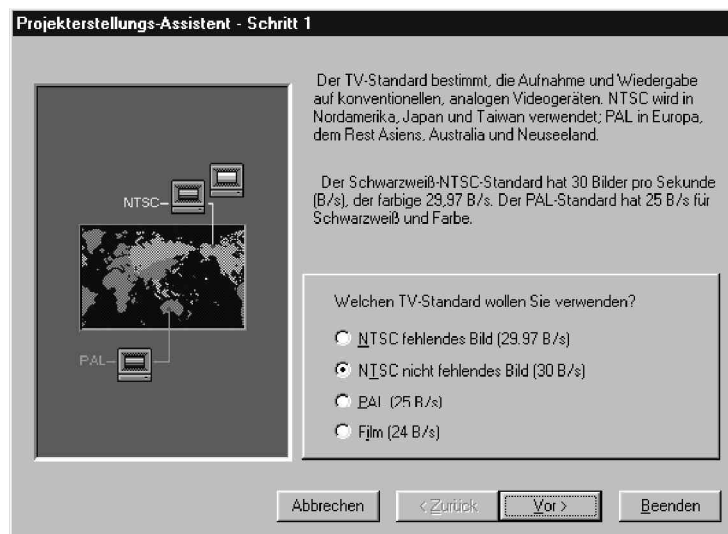 Projekterstellungs-Assistent - Schritt 1
Der TV-Standard bestimmt, die Aufnahme und Wiedergabe
auf konventionellen, analogen Videogeräten. NTSC wird in
Nordamerika, Japan und Taiwan verwendet; PAL in Europa,
dem Rest Asiens, Australia und Neuseeland.
Der Schwarzweiß-NTSC-Standard hat 30 Bilder pro Sekunde
(B/s), der farbige 29,97 B/s. Der PAL-Standard hat 25 B/s für
Schwarzweiß und Farbe.
NTSC
PAL
Welchen TV-Standard wollen Sie verwenden?
NTSC fehlendes Bild (29.97 B/s)
NTSC nicht fehlendes Bild (30 B/s)
PAL (25 B/s)
Film (24 B/s)
Abbrechen
< Zurück
Vor >
Beenden